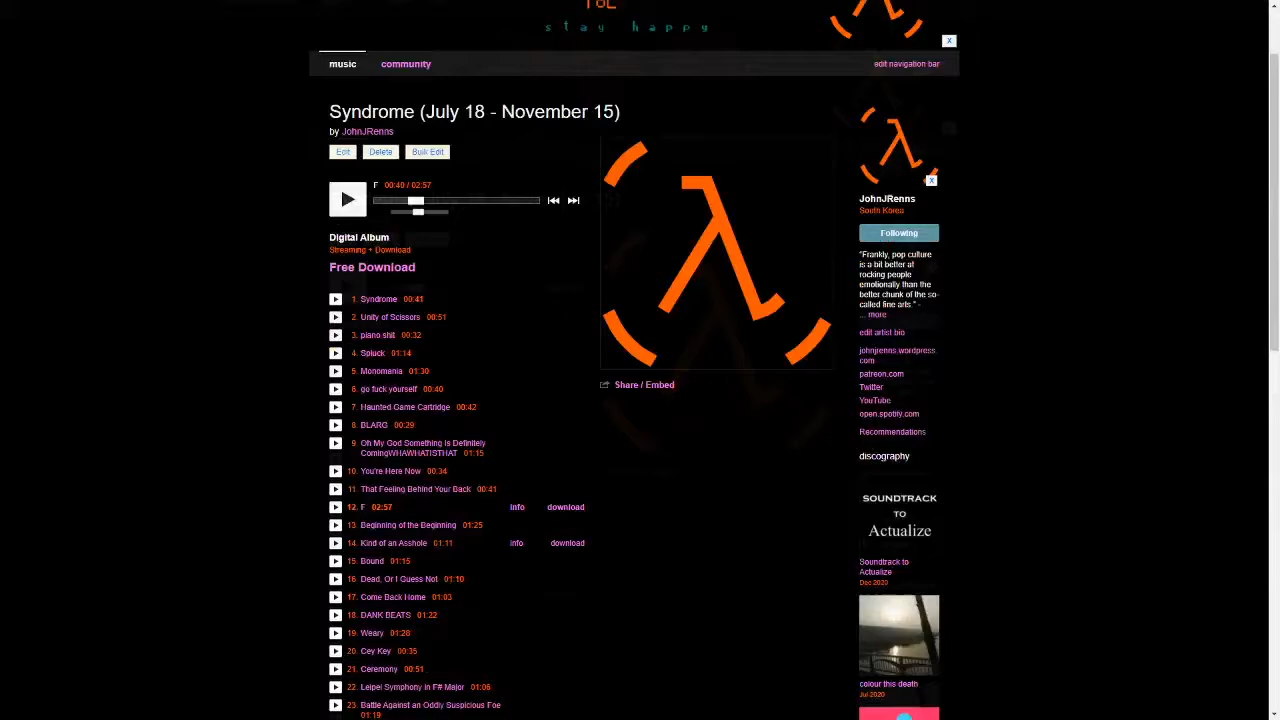 stay happy
x
music
community
edit navigation bar
Syndrome (July 18 - November 15)
by JohnJRenns
Edit
Delete
Bulk Edit
F 00:40 / 02:57
Digital Album
Streaming + Download
Free Download
1. Syndrome 00:41
2. Unity of Scissors 00:51
3. piano shit 00:32
4. Spluck 01:14
5. Monomania 01:30
6. go fuck yourself 00:40
7. Haunted Game Cartridge 00:42
8. BLARG 00:29
9. Oh My God Something Is Definitely
ComingWHAWHATISTHAT 01:15
10. You're Here Now 00:34
11. That Feeling Behind Your Back 00:41
12. F 02:57 info download
13. Beginning of the Beginning 01:25
14. Kind of an Asshole 01:11 info download
15. Bound 01:15
16. Dead, Or I Guess Not 01:10
17. Come Back Home 01:03
18. DANK BEATS 01:22
19. Weary 01:28
20. Cey Key 00:35
21. Ceremony 00:51
22. Leipei Symphony in F# Major 01:06
23. Battle Against an Oddly Suspicious Foe
01:19
Share / Embed
x
JohnJRenns
South Korea
Following
"Frankly, pop culture
is a bit better at
rocking people
emotionally than the
better chunk of the so-
called fine arts." -
... more
edit artist bio
johnjrenns.wordpress.
com
patreon.com
Twitter
YouTube
open.spotify.com
Recommendations
discography
SOUNDTRACK
TO
Actualize
Soundtrack to
Actualize
Dec 2020
colour this death
Jul 2020